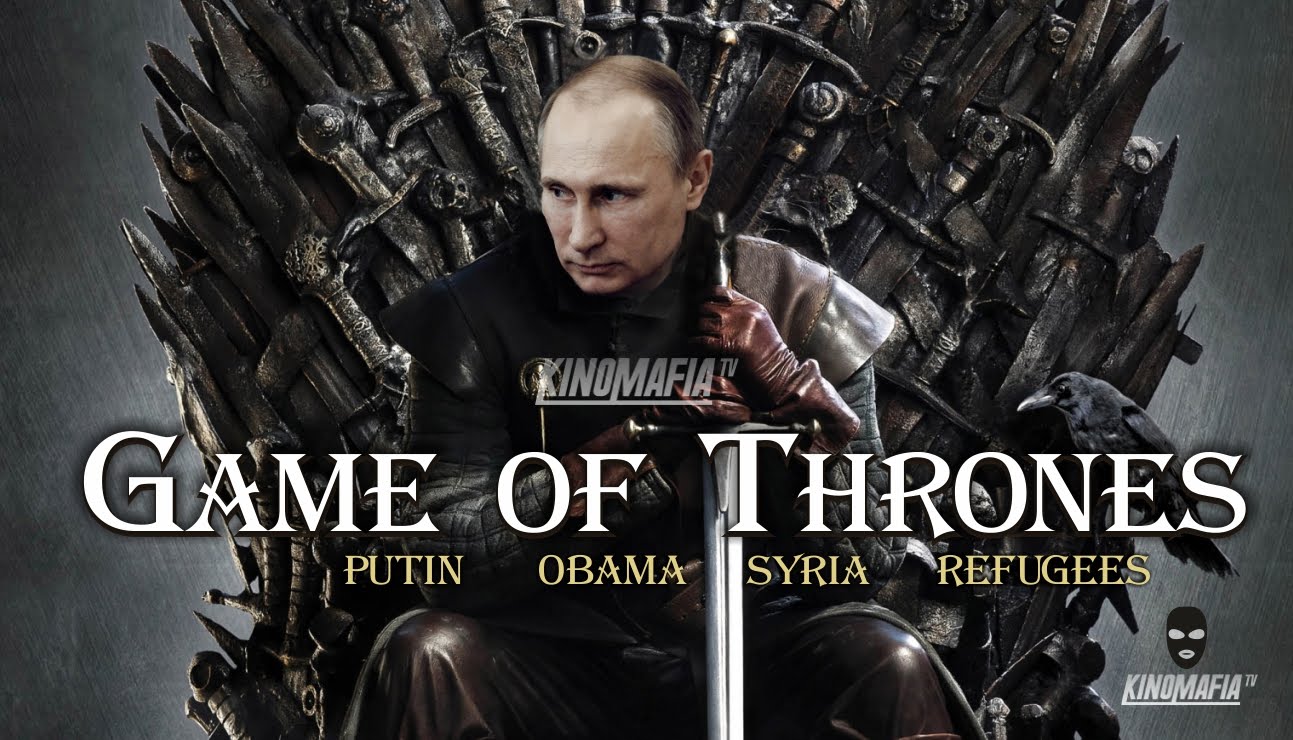 KINOMAFIA TV
GAME OF THRONES
PUTIN OBAMA SYRIA REFUGEES
KINOMAFIA TV